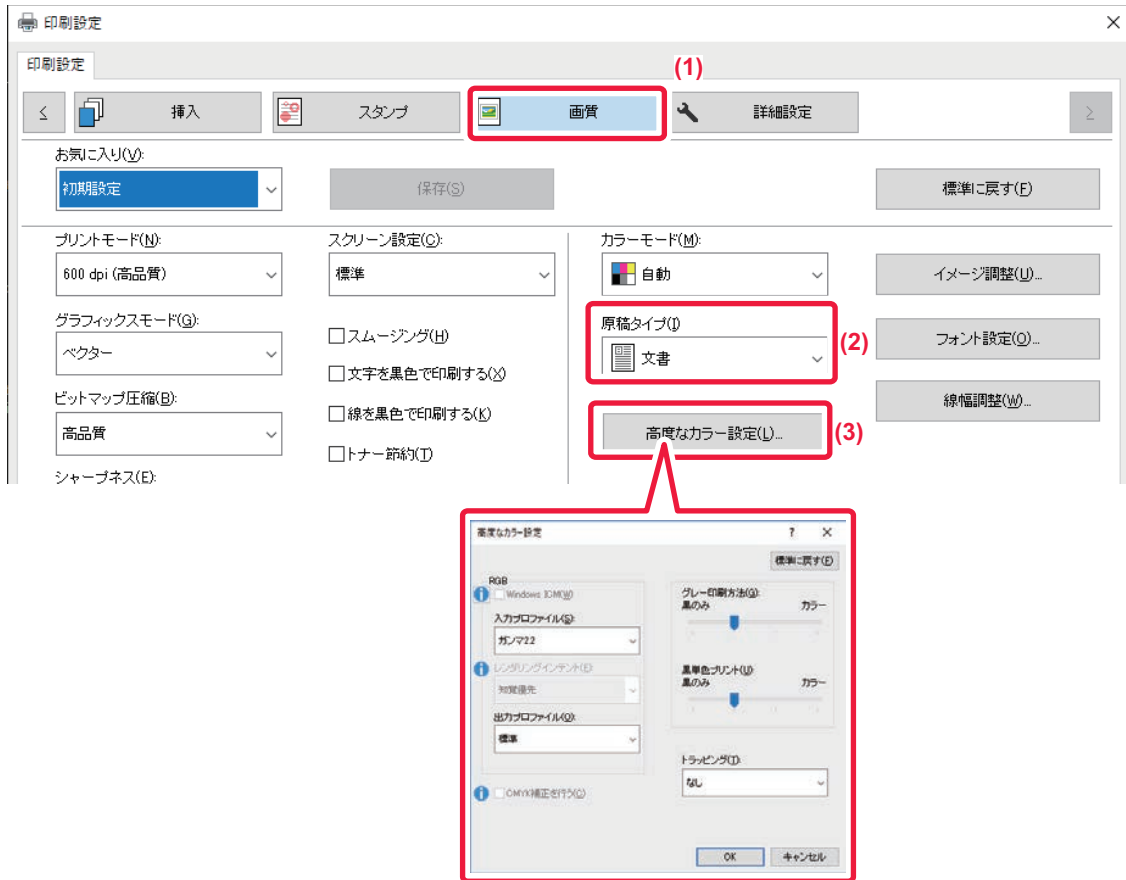 印刷設定
印刷設定
(1)
挿入
スタンプ
画質
詳細設定
お気に入り(V):
初期設定
保存(S)
標準に戻す(F)
プリントモード(N):
スクリーン設定(C):
カラーモード(M):
600 dpi (高品質)
標準
自動
イメージ調整(U)...
グラフィックスモード(G):
原稿タイプ(I)
ベクター
スムージング(H)
文書
(2)
フォント設定(O)...
文字を黒色で印刷する(X)
ビットマップ圧縮(B):
線を黒色で印刷する(K)
線幅調整(W)...
高品質
高度なカラー設定(L)...
(3)
トナー節約(T)
シャープネス(E):
高度なカラー設定
標準に戻す(F)
RGB
Windows ICM(W)
グレー印刷方法(G):
黒のみ カラー
入力プロファイル(S):
ガンマ2.2
レンダリングインテント(E):
知覚優先
黒単色プリント(U)
黒のみ カラー
出力プロファイル(O):
標準
トラッピング(T):
なし
CMYK補正を行う(C)
OK キャンセル